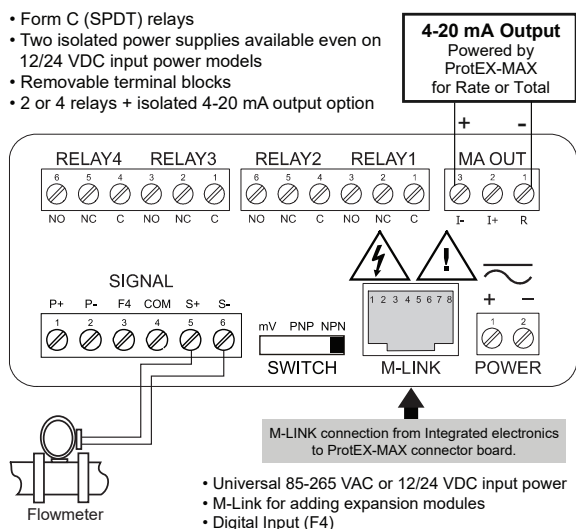 • Form C (SPDT) relays
• Two isolated power supplies available even on
12/24 VDC input power models
• Removable terminal blocks
• 2 or 4 relays + isolated 4-20 mA output option
4-20 mA Output
Powered by
ProtEX-MAX
for Rate or Total
+ -
RELAY4 RELAY3 RELAY2 RELAY1 MA OUT
6 5 4 3 2 1 6 5 4 3 2 1 3 2 1
NO NC C NO NC C NO NC C NO NC C I- I+ R
SIGNAL
P+ P- F4 COM S+ S-
1 2 3 4 5 6
mV PNP NPN
SWITCH
!
1 2 3 4 5 6 7 8
M-LINK
+ −
1 2
POWER
M-LINK connection from Integrated electronics
to ProtEX-MAX connector board.
Flowmeter
• Universal 85-265 VAC or 12/24 VDC input power
• M-Link for adding expansion modules
• Digital Input (F4)